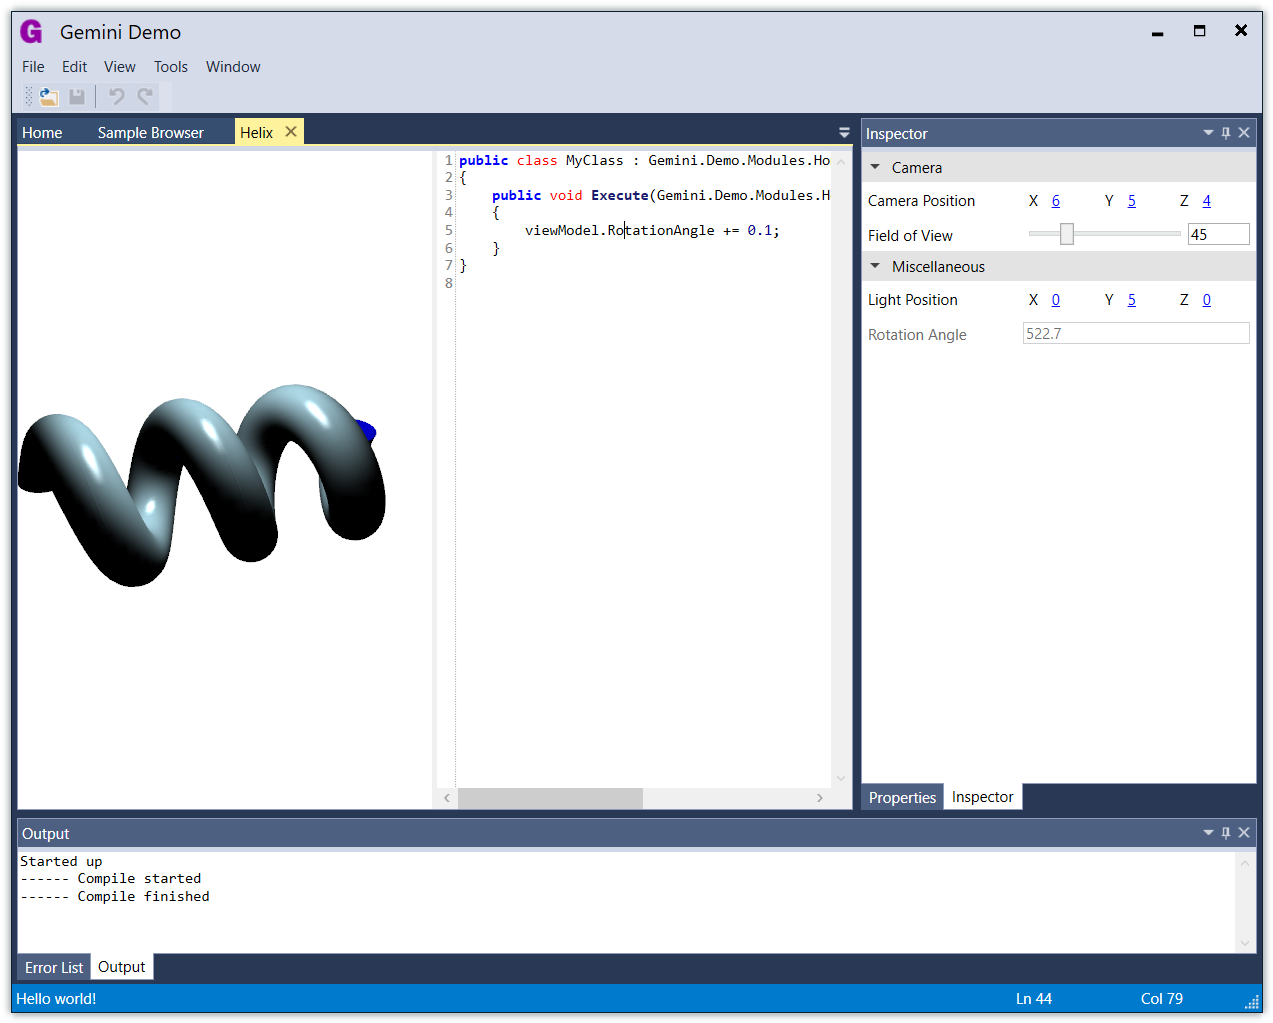 G Gemini Demo
File Edit View Tools Window
Home Sample Browser Helix
1 public class MyClass : Gemini.Demo.Modules.Ho
2 {
3 public void Execute(Gemini.Demo.Modules.H
4 {
5 viewModel.RotationAngle += 0.1;
6 }
7 }
8
Inspector
Camera
Camera Position X 6 Y 5 Z 4
Field of View 45
Miscellaneous
Light Position X 0 Y 5 Z 0
Rotation Angle 522.7
Properties Inspector
Output
Started up
------ Compile started
------ Compile finished
Error List Output
Hello world! Ln 44 Col 79